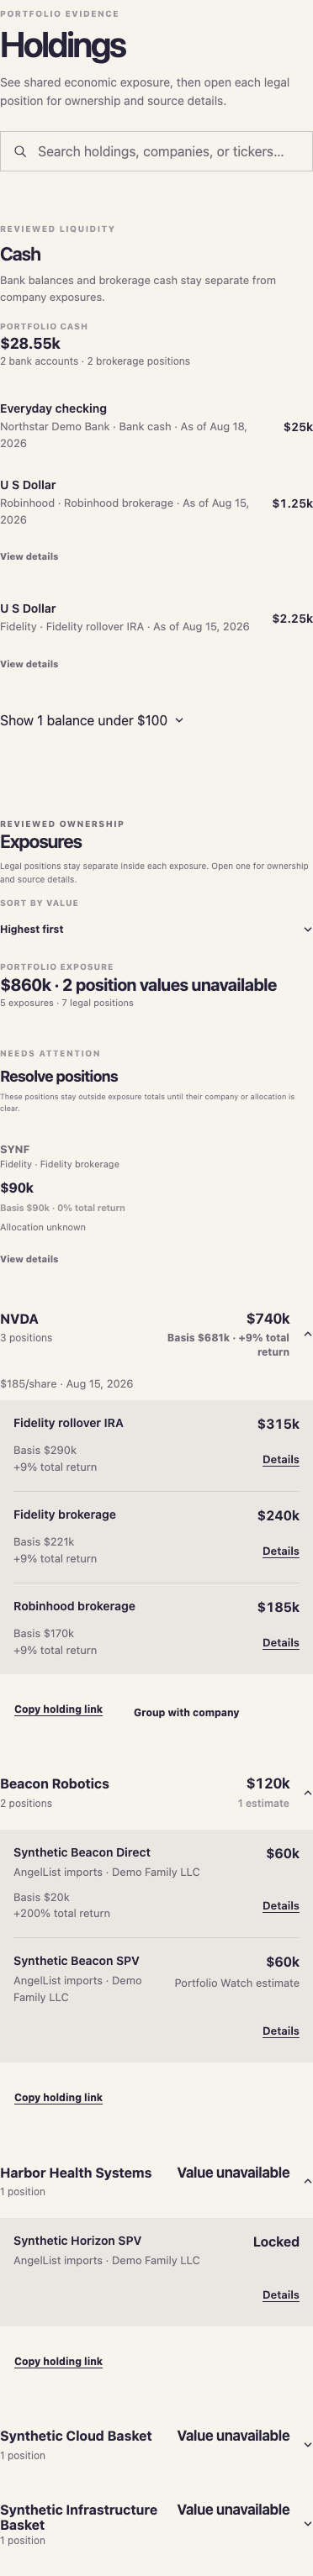 PORTFOLIO EVIDENCE
Holdings
See shared economic exposure, then open each legal
position for ownership and source details.
Search holdings, companies, or tickers...
REVIEWED LIQUIDITY
Cash
Bank balances and brokerage cash stay separate from
company exposures.
PORTFOLIO CASH
$28.55k
2 bank accounts · 2 brokerage positions
Everyday checking
Northstar Demo Bank · Bank cash · As of Aug 18,
2026
$25k
U S Dollar
Robinhood · Robinhood brokerage · As of Aug 15,
2026
$1.25k
View details
U S Dollar
Fidelity · Fidelity rollover IRA · As of Aug 15, 2026
$2.25k
View details
Show 1 balance under $100
REVIEWED OWNERSHIP
Exposures
Legal positions stay separate inside each exposure. Open one for ownership
and source details.
SORT BY VALUE
Highest first
PORTFOLIO EXPOSURE
$860k · 2 position values unavailable
5 exposures · 7 legal positions
NEEDS ATTENTION
Resolve positions
These positions stay outside exposure totals until their company or allocation is
clear.
SYNF
Fidelity · Fidelity brokerage
$90k
Basis $90k · 0% total return
Allocation unknown
View details
NVDA
$740k
3 positions
Basis $681k · +9% total
return
$185/share · Aug 15, 2026
Fidelity rollover IRA
$315k
Basis $290k
+9% total return
Details
Fidelity brokerage
$240k
Basis $221k
+9% total return
Details
Robinhood brokerage
$185k
Basis $170k
+9% total return
Details
Copy holding link
Group with company
Beacon Robotics
$120k
2 positions
1 estimate
Synthetic Beacon Direct
$60k
AngelList imports · Demo Family LLC
Basis $20k
+200% total return
Details
Synthetic Beacon SPV
$60k
AngelList imports · Demo
Family LLC
Portfolio Watch estimate
Details
Copy holding link
Harbor Health Systems
Value unavailable
1 position
Synthetic Horizon SPV
Locked
AngelList imports · Demo Family LLC
Details
Copy holding link
Synthetic Cloud Basket
Value unavailable
1 position
Synthetic Infrastructure
Basket
Value unavailable
1 position